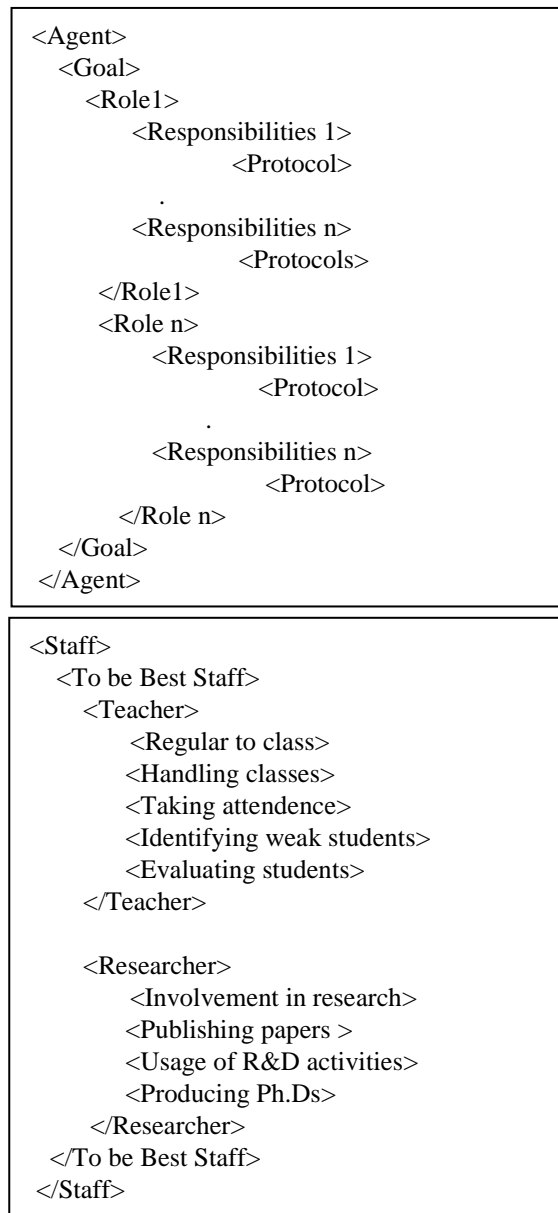 <Agent>
<Goal>
<Role1>
<Responsibilities 1>
<Protocol>
.
<Responsibilities n>
<Protocols>
</Role1>
<Role n>
<Responsibilities 1>
<Protocol>
.
<Responsibilities n>
<Protocol>
</Role n>
</Goal>
</Agent>
<Staff>
<To be Best Staff>
<Teacher>
<Regular to class>
<Handling classes>
<Taking attendence>
<Identifying weak students>
<Evaluating students>
</Teacher>
<Researcher>
<Involvement in research>
<Publishing papers >
<Usage of R&D activities>
<Producing Ph.Ds>
</Researcher>
</To be Best Staff>
</Staff>